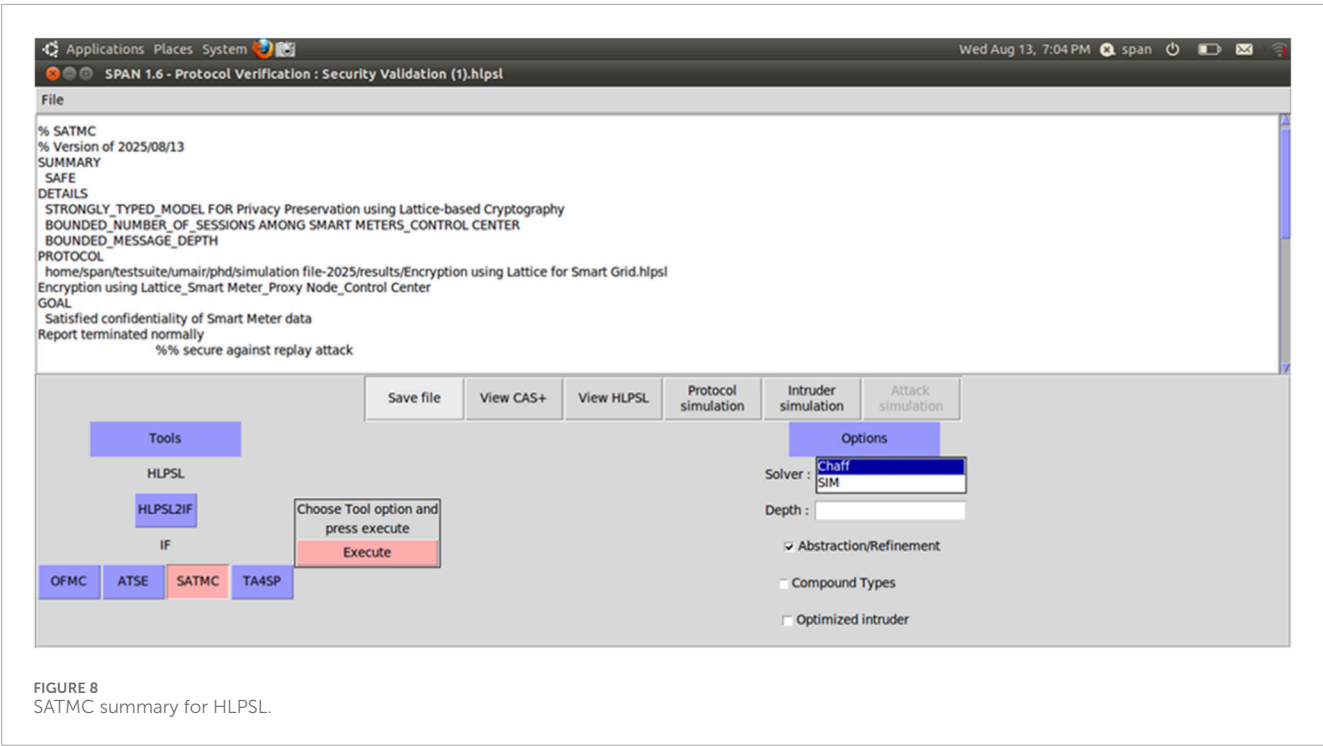 Applications Places System Wed Aug 13, 7:04 PM span
SPAN 1.6 - Protocol Verification : Security Validation (1).hlpsl
File
% SATMC
% Version of 2025/08/13
SUMMARY
SAFE
DETAILS
STRONGLY_TYPED_MODEL FOR Privacy Preservation using Lattice-based Cryptography
BOUNDED_NUMBER_OF_SESSIONS AMONG SMART METERS_CONTROL CENTER
BOUNDED_MESSAGE_DEPTH
PROTOCOL
home/span/testsuite/umair/phd/simulation file-2025/results/Encryption using Lattice for Smart Grid.hlpsl
Encryption using Lattice_Smart Meter_Proxy Node_Control Center
GOAL
Satisfied confidentiality of Smart Meter data
Report terminated normally
%% secure against replay attack
Save file View CAS+ View HLPSL Protocol simulation Intruder simulation Attack simulation
Tools
HLPSL
HLPSL2IF
IF
OFMC ATSE SATMC TA4SP
Choose Tool option and
press execute
Execute
Options
Solver : Chaff
SIM
Depth :
Abstraction/Refinement
Compound Types
Optimized intruder
FIGURE 8
SATMC summary for HLPSL.